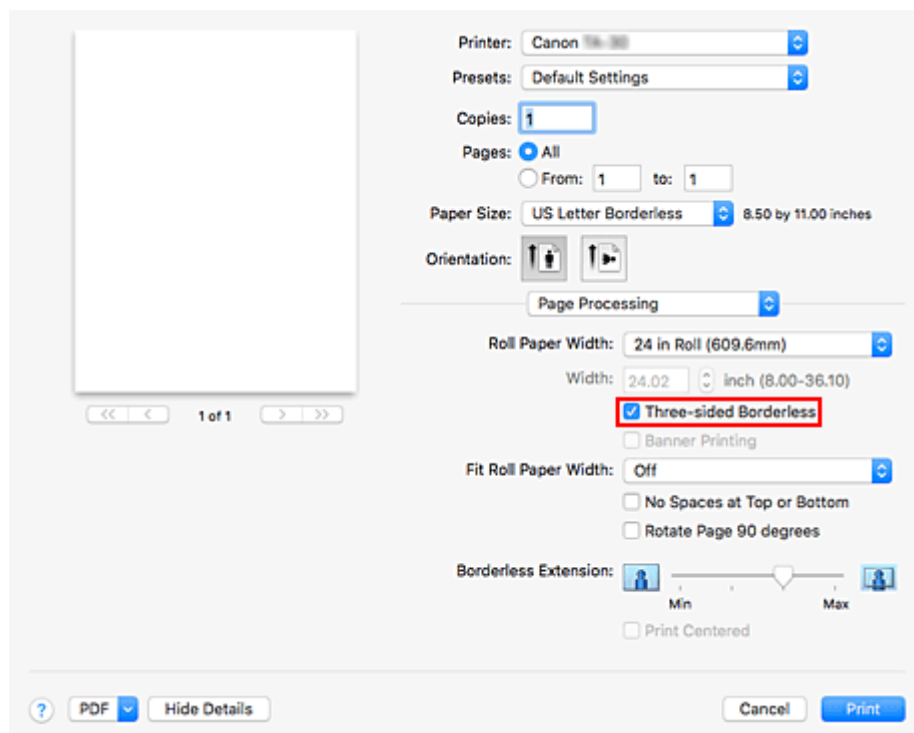 Printer: Canon
Presets: Default Settings
Copies: 1
Pages: All
From: 1 to: 1
Paper Size: US Letter Borderless 8.50 by 11.00 inches
Orientation:
Page Processing
Roll Paper Width: 24 in Roll (609.6mm)
Width: 24.02 inch (8.00-36.10)
<< < 1 of 1 > >>
Three-sided Borderless
Banner Printing
Fit Roll Paper Width: Off
No Spaces at Top or Bottom
Rotate Page 90 degrees
Borderless Extension:
Min Max
Print Centered
? PDF Hide Details Cancel Print